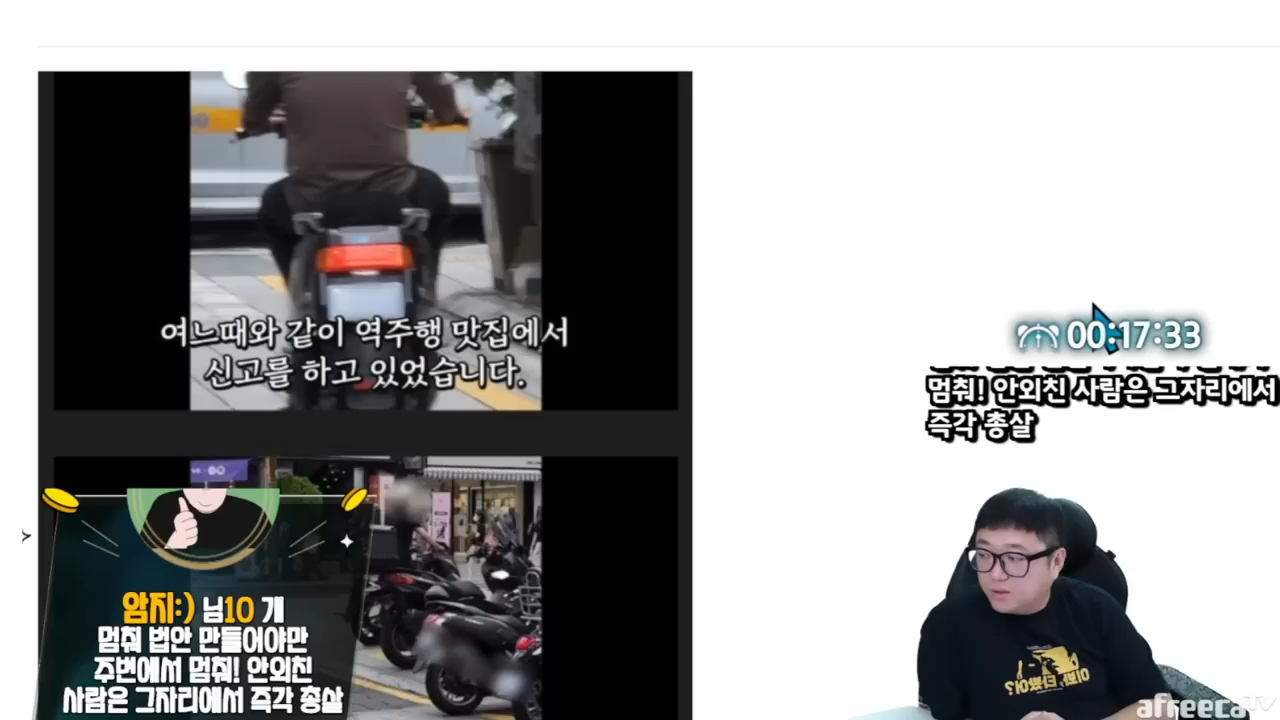 여느때와 같이 역주행 맛집에서
신고를 하고 있었습니다.
00:17:33
멈춰! 안외친 사람은 그자리에서
즉각 총살
암지:) 님10 개
멈춰 법안 만들어야만
주변에서 멈춰! 안외친
사람은 그자리에서 즉각 총살
afreecaTV